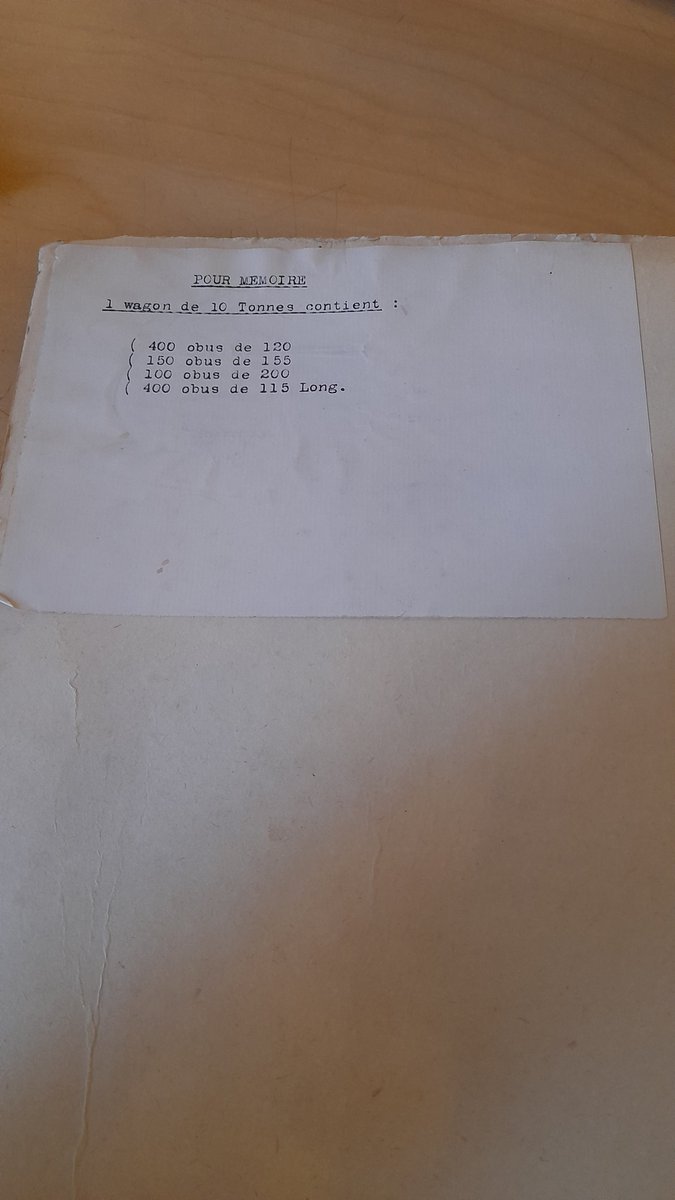 POUR MEMOIRE
1 wagon de 10 Tonnes contient :
( 400 obus de 120
( 150 obus de 155
( 100 obus de 200
( 400 obus de 115 Long.